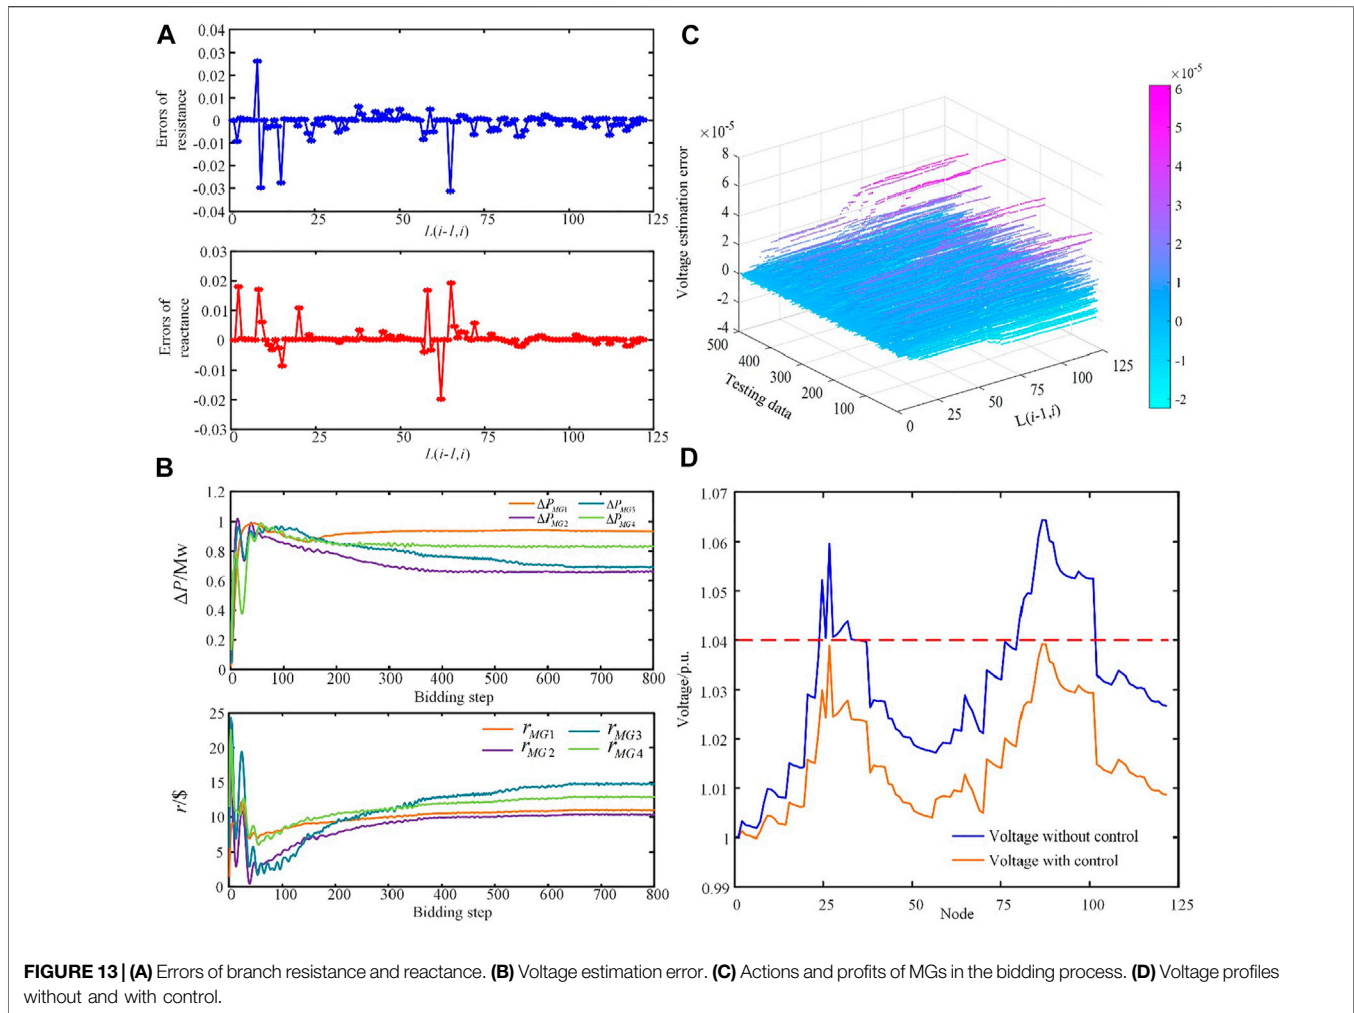 A
0.04
0.03
0.02
0.01
0
-0.01
-0.02
-0.03
-0.04
Errors of
resistance
0 25 50 75 100 125
L(i-1,i)
0.03
0.02
0.01
0
-0.01
-0.02
-0.03
Errors of
reactance
0 25 50 75 100 125
L(i-1,i)
C
×10⁻⁵
8
6
4
2
0
-2
-4
Voltage estimation error
500
400
300
200
100
Testing data
0
25
50
75
100
125
L(i-1,i)
×10⁻⁵
6
5
4
3
2
1
0
-1
-2
B
1.2
1
0.8
0.6
0.4
0.2
0
ΔP/Mw
ΔP_MG1 ΔP_MG3
ΔP_MG2 ΔP_MG4
0 100 200 300 400 500 600 700 800
Bidding step
25
20
15
10
5
0
r/$
r_MG1 r_MG3
r_MG2 r_MG4
0 100 200 300 400 500 600 700 800
Bidding step
D
1.07
1.06
1.05
1.04
1.03
1.02
1.01
1
0.99
Voltage/p.u.
Voltage without control
Voltage with control
0 25 50 75 100 125
Node
FIGURE 13 | (A) Errors of branch resistance and reactance. (B) Voltage estimation error. (C) Actions and profits of MGs in the bidding process. (D) Voltage profiles
without and with control.